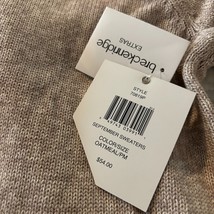 breckenridge
EXTRAS
STYLE
SEPTEMBER SWEATERS
COLOR/SIZE
OATMEAL/PM
$54.00